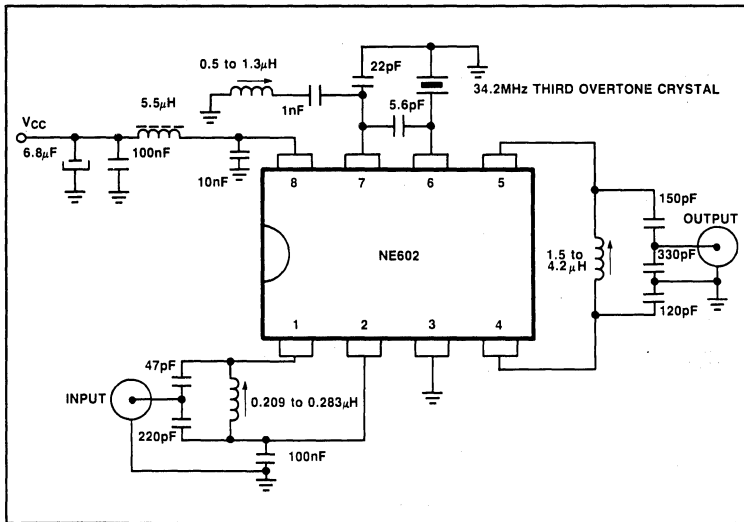 0.5 to 1.3µH
22pF
34.2MHz THIRD OVERTONE CRYSTAL
5.5µH
1nF
5.6pF
VCC
6.8µF
100nF
10nF
8
7
6
5
150pF
OUTPUT
NE602
1.5 to
4.2µH
330pF
120pF
1
2
3
4
47pF
INPUT
0.209 to 0.283µH
220pF
100nF